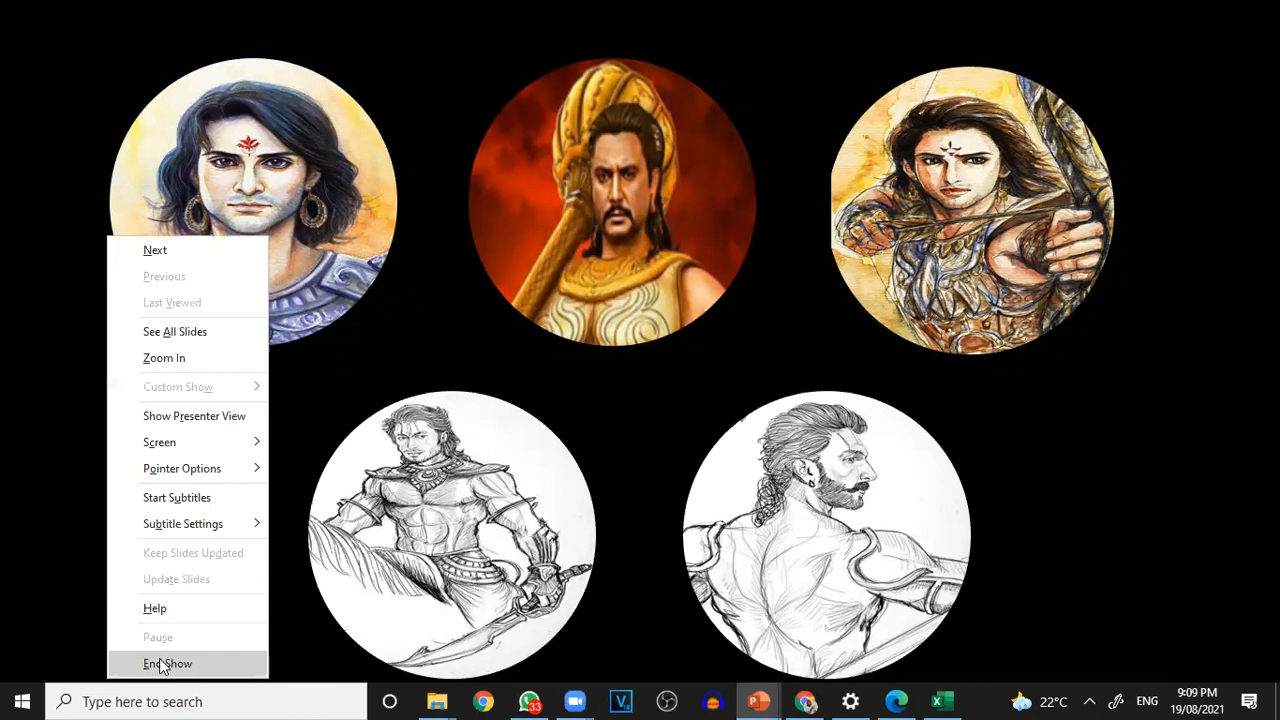 Next
Previous
Last Viewed
See All Slides
Zoom In
Custom Show
Show Presenter View
Screen
Pointer Options
Start Subtitles
Subtitle Settings
Keep Slides Updated
Update Slides
Help
Pause
End Show
Type here to search
33
22°C
ENG
9:09 PM
19/08/2021